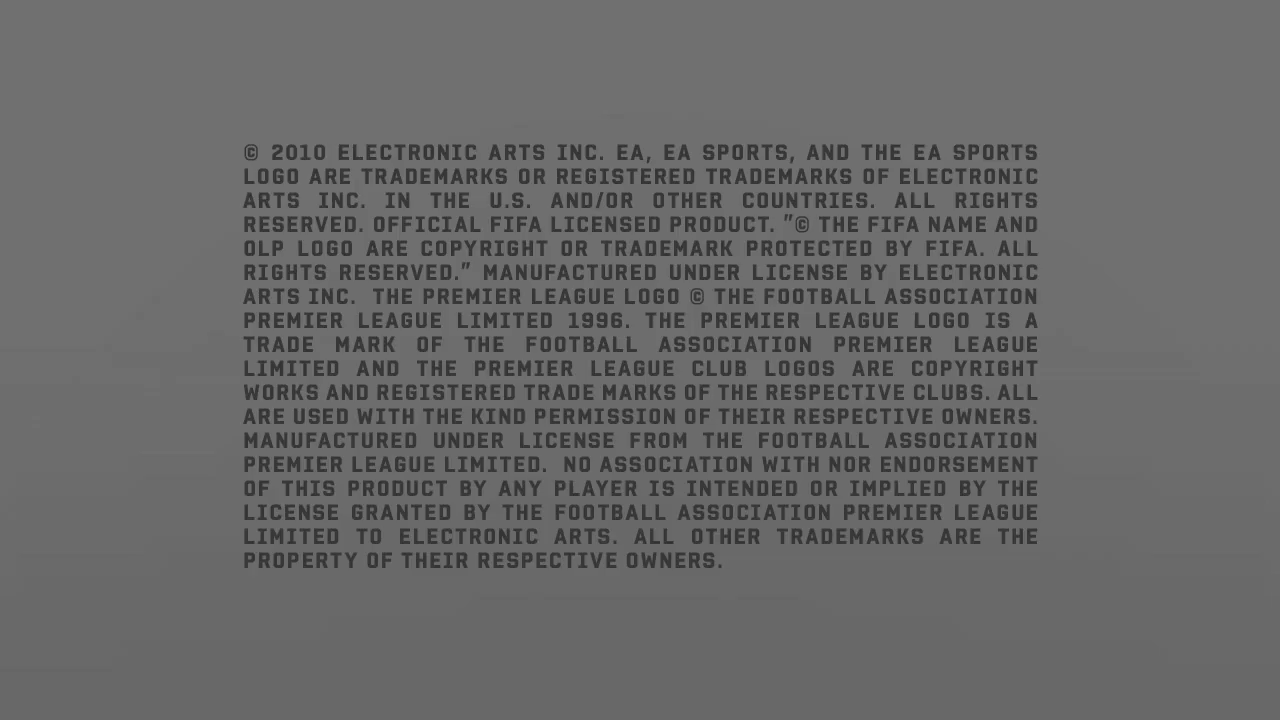 © 2010 ELECTRONIC ARTS INC. EA, EA SPORTS, AND THE EA SPORTS
LOGO ARE TRADEMARKS OR REGISTERED TRADEMARKS OF ELECTRONIC
ARTS INC. IN THE U.S. AND/OR OTHER COUNTRIES. ALL RIGHTS
RESERVED. OFFICIAL FIFA LICENSED PRODUCT. "© THE FIFA NAME AND
OLP LOGO ARE COPYRIGHT OR TRADEMARK PROTECTED BY FIFA. ALL
RIGHTS RESERVED." MANUFACTURED UNDER LICENSE BY ELECTRONIC
ARTS INC. THE PREMIER LEAGUE LOGO © THE FOOTBALL ASSOCIATION
PREMIER LEAGUE LIMITED 1996. THE PREMIER LEAGUE LOGO IS A
TRADE MARK OF THE FOOTBALL ASSOCIATION PREMIER LEAGUE
LIMITED AND THE PREMIER LEAGUE CLUB LOGOS ARE COPYRIGHT
WORKS AND REGISTERED TRADE MARKS OF THE RESPECTIVE CLUBS. ALL
ARE USED WITH THE KIND PERMISSION OF THEIR RESPECTIVE OWNERS.
MANUFACTURED UNDER LICENSE FROM THE FOOTBALL ASSOCIATION
PREMIER LEAGUE LIMITED. NO ASSOCIATION WITH NOR ENDORSEMENT
OF THIS PRODUCT BY ANY PLAYER IS INTENDED OR IMPLIED BY THE
LICENSE GRANTED BY THE FOOTBALL ASSOCIATION PREMIER LEAGUE
LIMITED TO ELECTRONIC ARTS. ALL OTHER TRADEMARKS ARE THE
PROPERTY OF THEIR RESPECTIVE OWNERS.